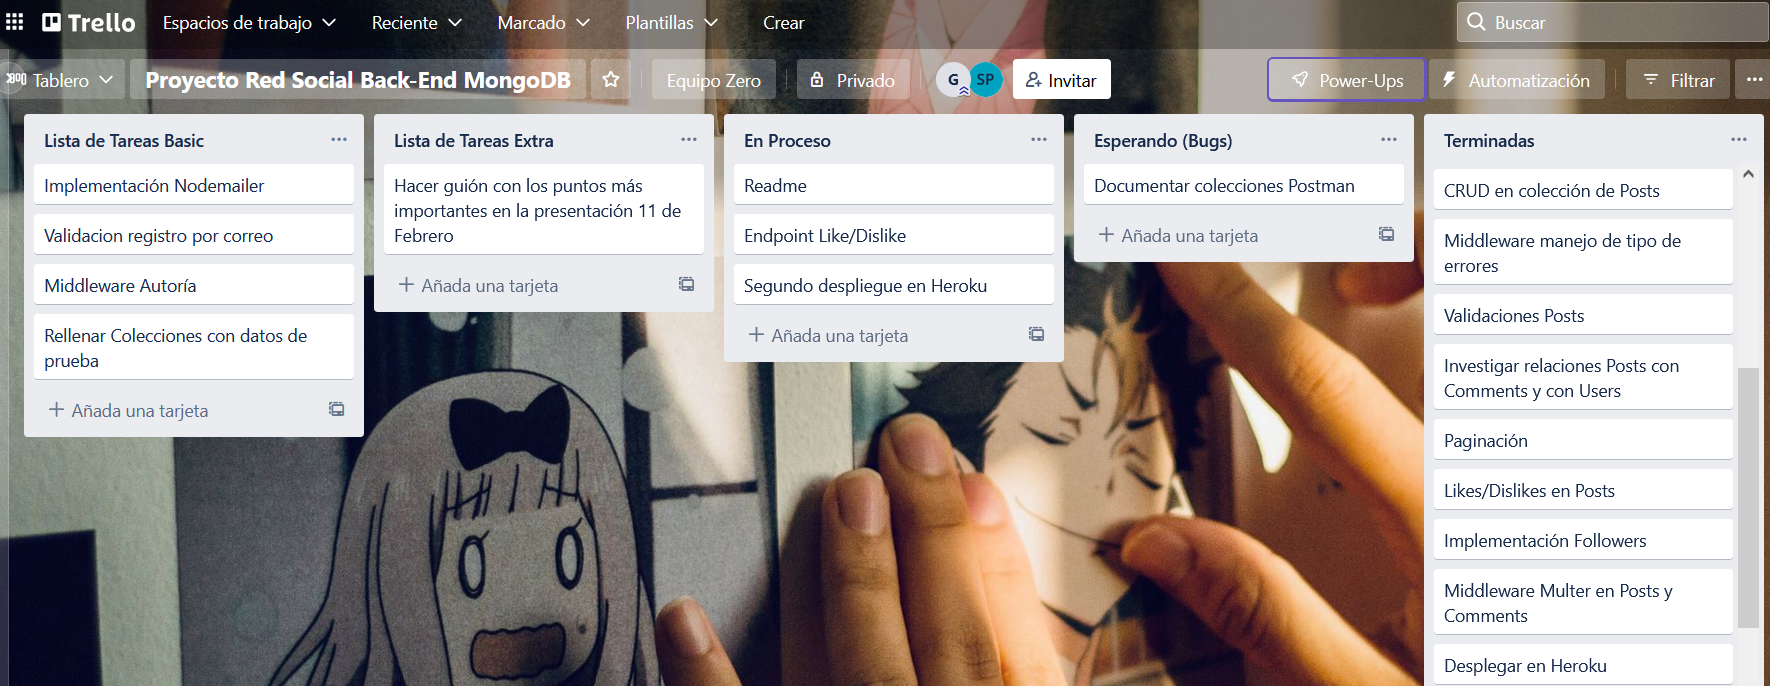 Trello
Espacios de trabajo
Reciente
Marcado
Plantillas
Crear
Buscar
Tablero
Proyecto Red Social Back-End MongoDB
Equipo Zero
Privado
G
SP
Invitar
Power-Ups
Automatización
Filtrar
Lista de Tareas Basic
Implementación Nodemailer
Validacion registro por correo
Middleware Autoría
Rellenar Colecciones con datos de
prueba
Añada una tarjeta
Lista de Tareas Extra
Hacer guión con los puntos más
importantes en la presentación 11 de
Febrero
Añada una tarjeta
En Proceso
Readme
Endpoint Like/Dislike
Segundo despliegue en Heroku
Añada una tarjeta
Esperando (Bugs)
Documentar colecciones Postman
Añada una tarjeta
Terminadas
CRUD en colección de Posts
Middleware manejo de tipo de
errores
Validaciones Posts
Investigar relaciones Posts con
Comments y con Users
Paginación
Likes/Dislikes en Posts
Implementación Followers
Middleware Multer en Posts y
Comments
Desplegar en Heroku